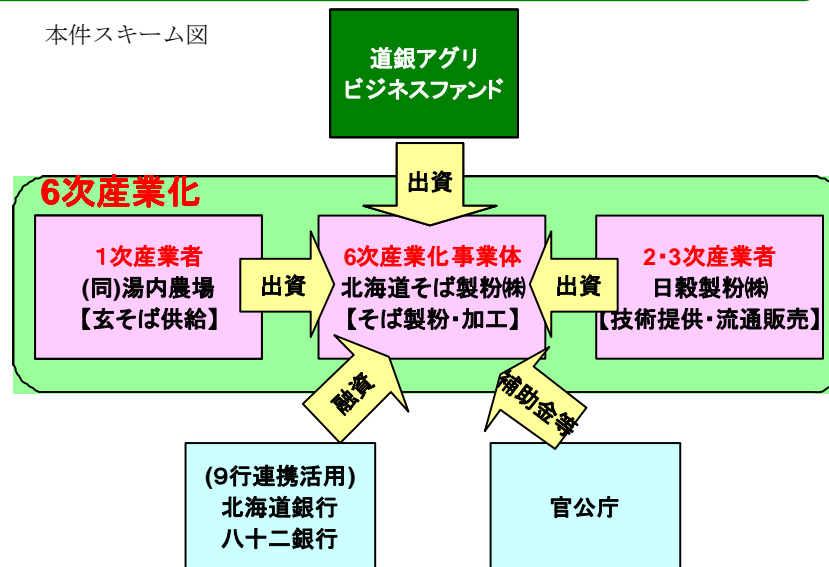 本件スキーム図
道銀アグリ
ビジネスファンド
出資
6次産業化
1次産業者
(同)湯内農場
【玄そば供給】
出資
6次産業化事業体
北海道そば製粉㈱
【そば製粉・加工】
出資
2・3次産業者
日穀製粉㈱
【技術提供・流通販売】
融資
補助金等
(9行連携活用)
北海道銀行
八十二銀行
官公庁